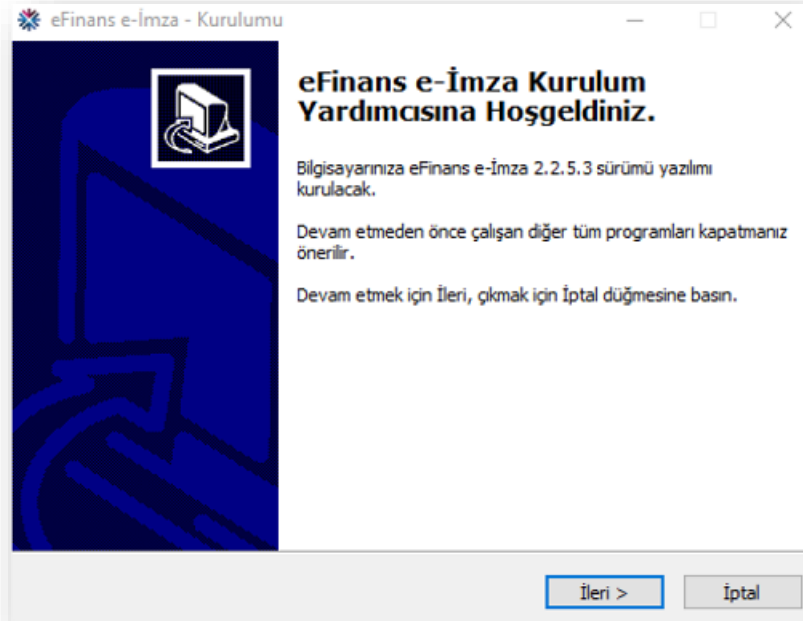 eFinans e-İmza - Kurulumu
eFinans e-İmza Kurulum
Yardımcısına Hoşgeldiniz.
Bilgisayarınıza eFinans e-İmza 2.2.5.3 sürümü yazılımı
kurulacak.
Devam etmeden önce çalışan diğer tüm programları kapatmanız
önerilir.
Devam etmek için İleri, çıkmak için İptal düğmesine basın.
İleri >
İptal